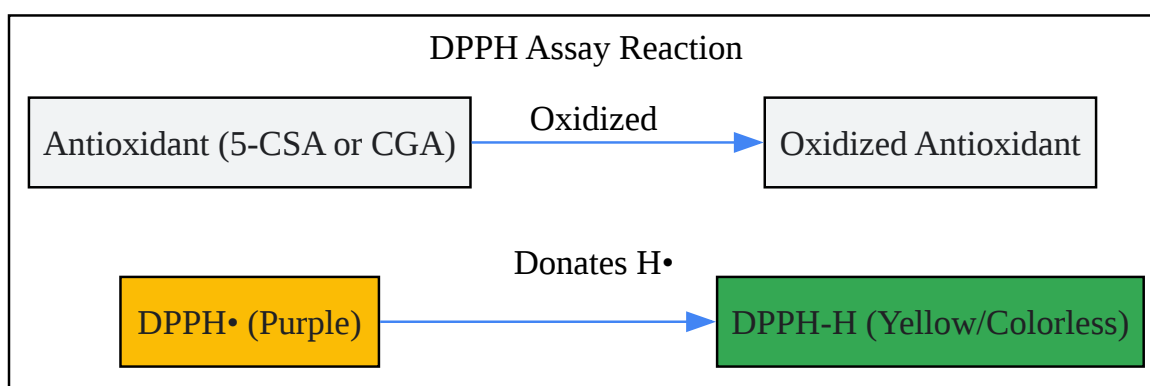 DPPH Assay Reaction
Antioxidant (5-CSA or CGA)
Oxidized
Oxidized Antioxidant
Donates H•
DPPH• (Purple)
DPPH-H (Yellow/Colorless)